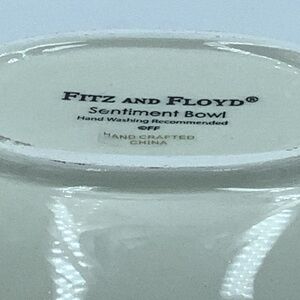 FITZ AND FLOYD®
Sentiment Bowl
Hand Washing Recommended
©FF
HAND CRAFTED
CHINA